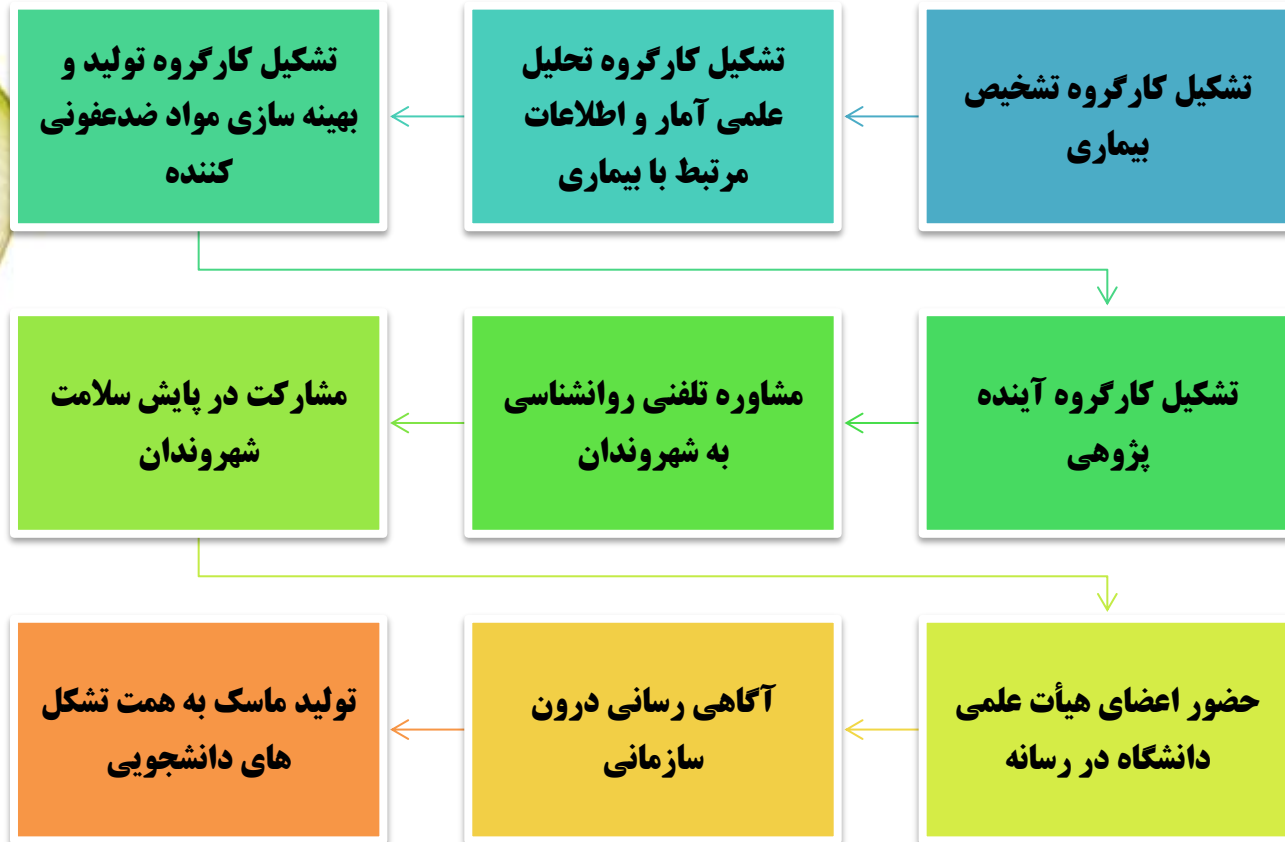 تشکیل کارگروه تشخیص
بیماری
تشکیل کارگروه تحلیل
علمی آمار و اطلاعات
مرتبط با بیماری
تشکیل کارگروه تولید و
بهینه سازی مواد ضدعفونی
کننده
تشکیل کارگروه آینده
پژوهی
مشاوره تلفنی روانشناسی
به شهروندان
مشارکت در پایش سلامت
شهروندان
حضور اعضای هیأت علمی
دانشگاه در رسانه
آگاهی رسانی درون
سازمانی
تولید ماسک به همت تشکل
های دانشجویی